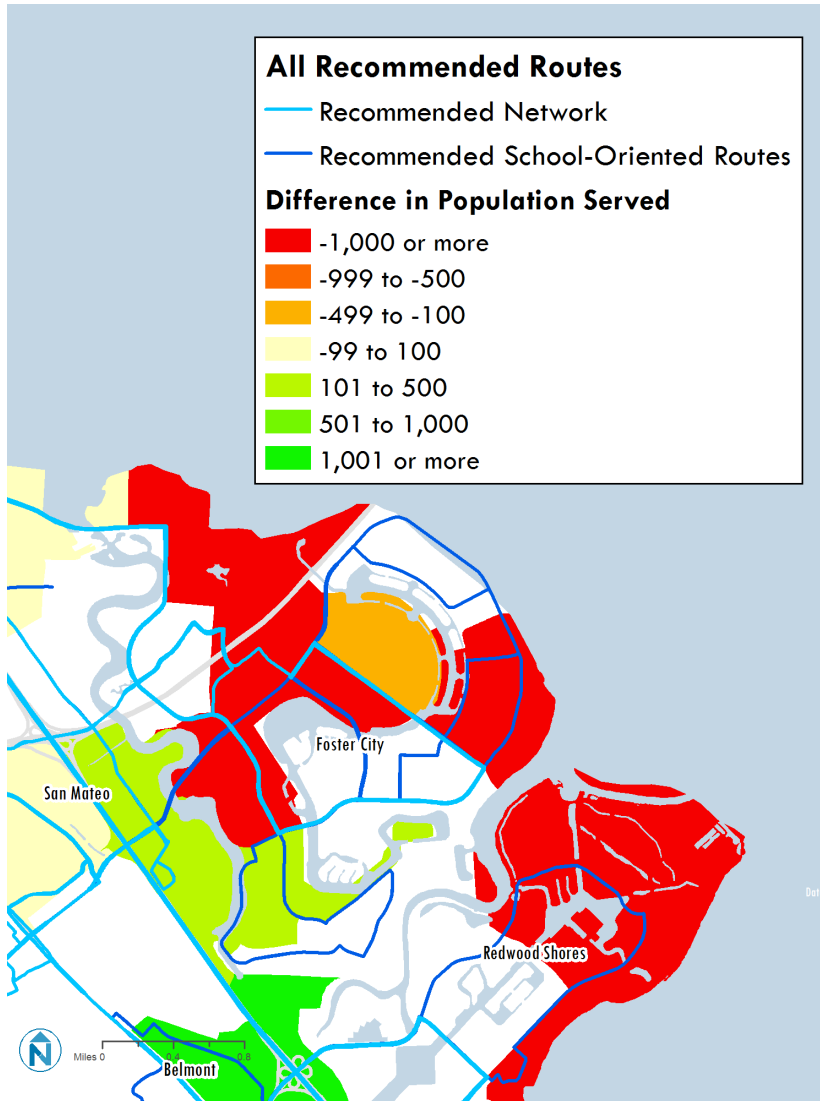 All Recommended Routes
Recommended Network
Recommended School-Oriented Routes
Difference in Population Served
-1,000 or more
-999 to -500
-499 to -100
-99 to 100
101 to 500
501 to 1,000
1,001 or more
Foster City
San Mateo
Dat
Redwood Shores
N
Miles 0 0.4 0.8
Belmont